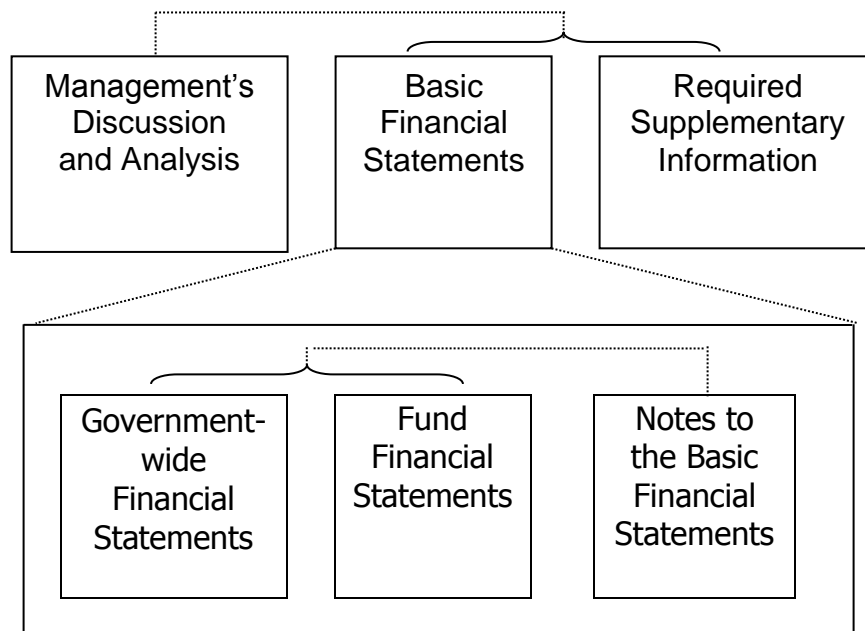 Management's
Discussion
and Analysis
Basic
Financial
Statements
Required
Supplementary
Information
Government-
wide
Financial
Statements
Fund
Financial
Statements
Notes to
the Basic
Financial
Statements